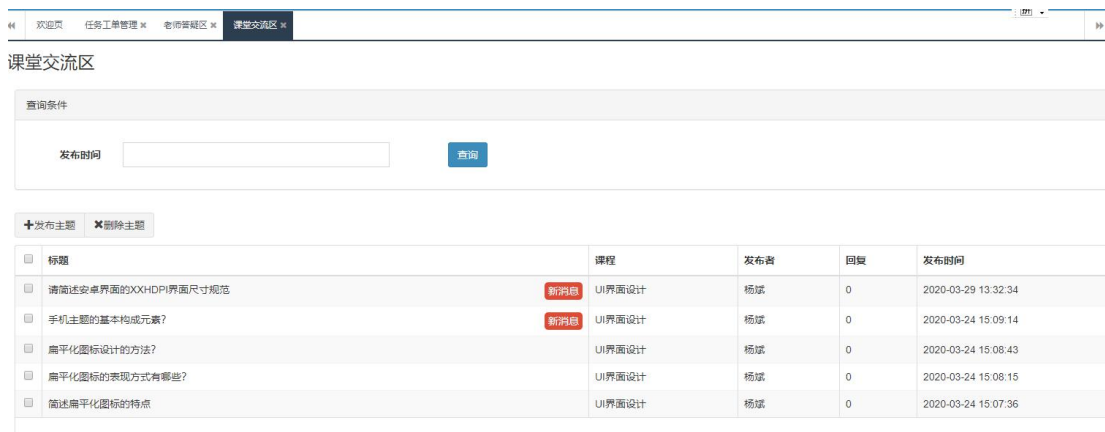 拼
欢迎页 任务工单管理 老师答疑区 课堂交流区
课堂交流区
查询条件
发布时间 查询
发布主题 删除主题
标题 课程 发布者 回复 发布时间
请简述安卓界面的XXHDPI界面尺寸规范 新消息 UI界面设计 杨斌 0 2020-03-29 13:32:34
手机主题的基本构成元素? 新消息 UI界面设计 杨斌 0 2020-03-24 15:09:14
扁平化图标设计的方法? UI界面设计 杨斌 0 2020-03-24 15:08:43
扁平化图标的表现方式有哪些? UI界面设计 杨斌 0 2020-03-24 15:08:15
简述扁平化图标的特点 UI界面设计 杨斌 0 2020-03-24 15:07:36